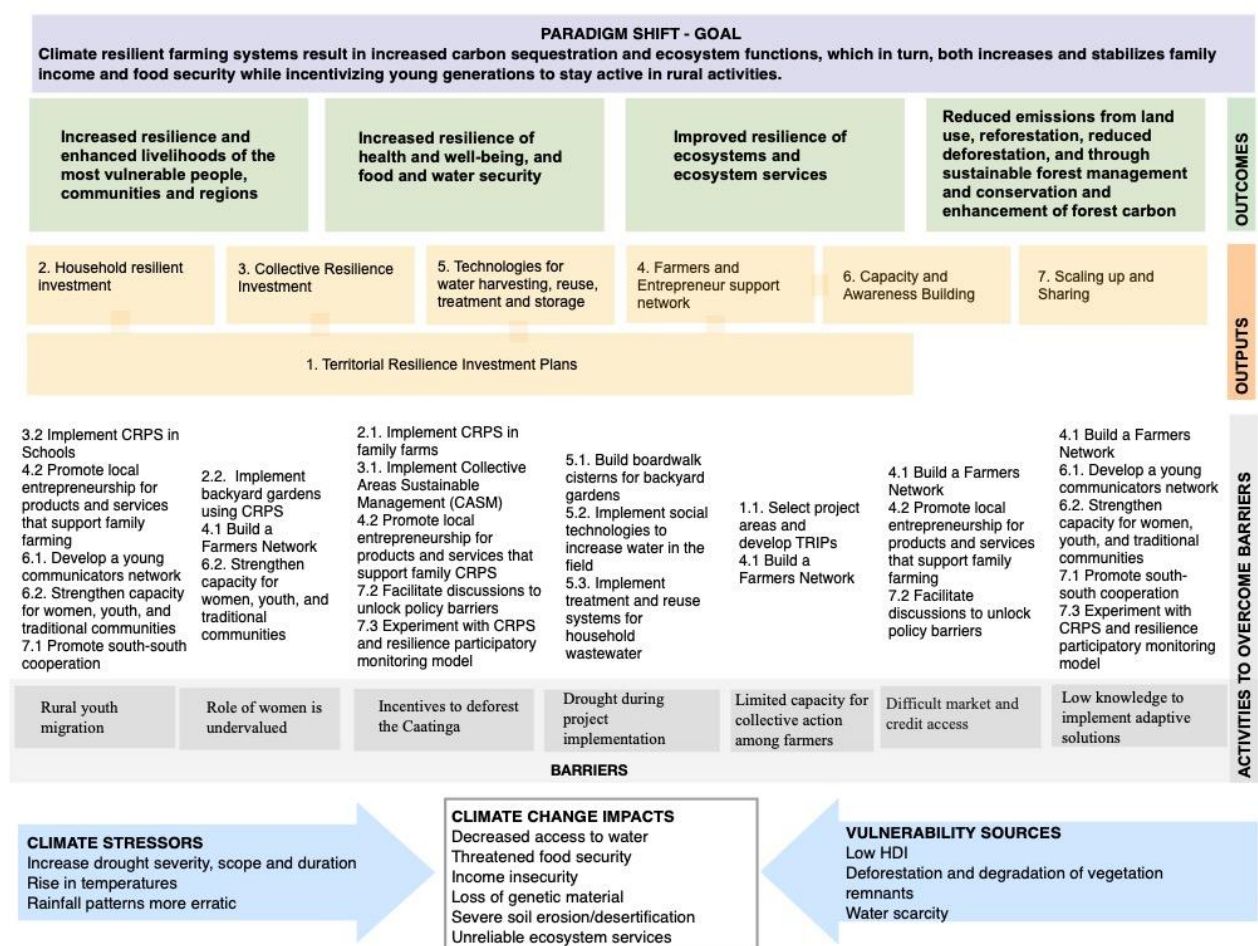 PARADIGM SHIFT - GOAL
Climate resilient farming systems result in increased carbon sequestration and ecosystem functions, which in turn, both increases and stabilizes family
income and food security while incentivizing young generations to stay active in rural activities.
Increased resilience and
enhanced livelihoods of the
most vulnerable people,
communities and regions
Increased resilience of
health and well-being, and
food and water security
Improved resilience of
ecosystems and
ecosystem services
Reduced emissions from land
use, reforestation, reduced
deforestation, and through
sustainable forest management
and conservation and
enhancement of forest carbon
OUTCOMES
2. Household resilient
investment
3. Collective Resilience
Investment
5. Technologies for
water harvesting, reuse,
treatment and storage
4. Farmers and
Entrepreneur support
network
6. Capacity and
Awareness Building
7. Scaling up and
Sharing
1. Territorial Resilience Investment Plans
OUTPUTS
3.2 Implement CRPS in
Schools
4.2 Promote local
entrepreneurship for
products and services
that support family
farming
6.1. Develop a young
communicators network
6.2. Strengthen capacity
for women, youth, and
traditional communities
7.1 Promote south-south
cooperation
2.2. Implement
backyard gardens
using CRPS
4.1 Build a
Farmers Network
6.2. Strengthen
capacity for
women, youth, and
traditional
communities
2.1. Implement CRPS in
family farms
3.1. Implement Collective
Areas Sustainable
Management (CASM)
4.2 Promote local
entrepreneurship for
products and services that
support family CRPS
7.2 Facilitate discussions to
unlock policy barriers
7.3 Experiment with CRPS
and resilience participatory
monitoring model
5.1. Build boardwalk
cisterns for backyard
gardens
5.2. Implement social
technologies to
increase water in the
field
5.3. Implement
treatment and reuse
systems for
household
wastewater
1.1. Select project
areas and
develop TRIPs
4.1 Build a
Farmers Network
4.1 Build a Farmers
Network
4.2 Promote local
entrepreneurship for
products and services
that support family
farming
7.2 Facilitate
discussions to unlock
policy barriers
4.1 Build a Farmers
Network
6.1. Develop a young
communicators network
6.2. Strengthen
capacity for women,
youth, and traditional
communities
7.1 Promote south-
south cooperation
7.3 Experiment with
CRPS and resilience
participatory monitoring
model
ACTIVITIES TO OVERCOME BARRIERS
Rural youth
migration
Role of women is
undervalued
Incentives to deforest
the Caatinga
Drought during
project
implementation
Limited capacity for
collective action
among farmers
Difficult market and
credit access
Low knowledge to
implement adaptive
solutions
BARRIERS
CLIMATE STRESSORS
Increase drought severity, scope and duration
Rise in temperatures
Rainfall patterns more erratic
CLIMATE CHANGE IMPACTS
Decreased access to water
Threatened food security
Income insecurity
Loss of genetic material
Severe soil erosion/desertification
Unreliable ecosystem services
VULNERABILITY SOURCES
Low HDI
Deforestation and degradation of vegetation
remnants
Water scarcity